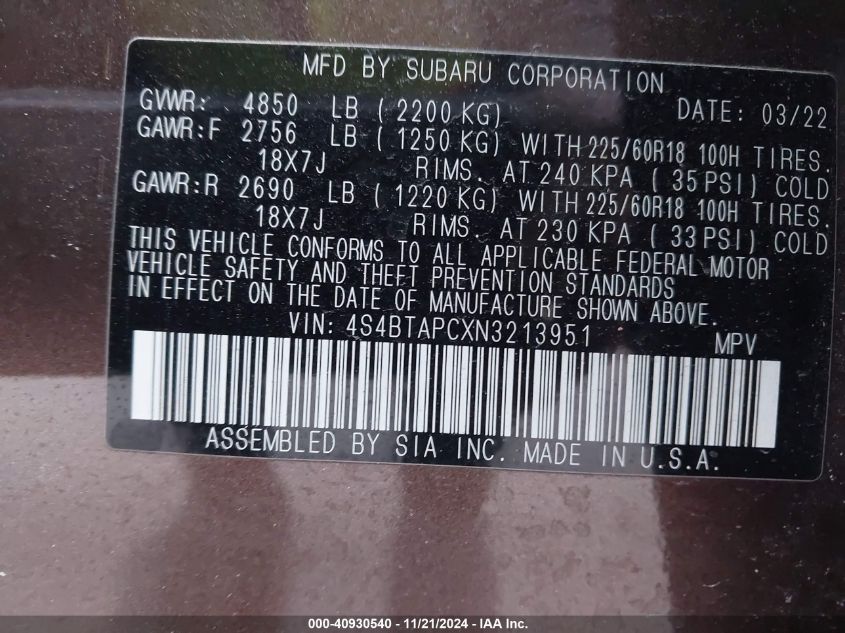 MFD BY SUBARU CORPORATION
GVWR: 4850 LB ( 2200 KG) DATE: 03/22
GAWR:F 2756 LB ( 1250 KG) WITH 225/60R18 100H TIRES.
18X7J RIMS. AT 240 KPA ( 35 PSI) COLD
GAWR:R 2690 LB ( 1220 KG) WITH 225/60R18 100H TIRES.
18X7J RIMS. AT 230 KPA ( 33 PSI) COLD
THIS VEHICLE CONFORMS TO ALL APPLICABLE FEDERAL MOTOR
VEHICLE SAFETY AND THEFT PREVENTION STANDARDS
IN EFFECT ON THE DATE OF MANUFACTURE SHOWN ABOVE.
VIN: 4S4BTAPCXN3213951 MPV
ASSEMBLED BY SIA INC. MADE IN U.S.A.
000-40930540 - 11/21/2024 - IAA Inc.